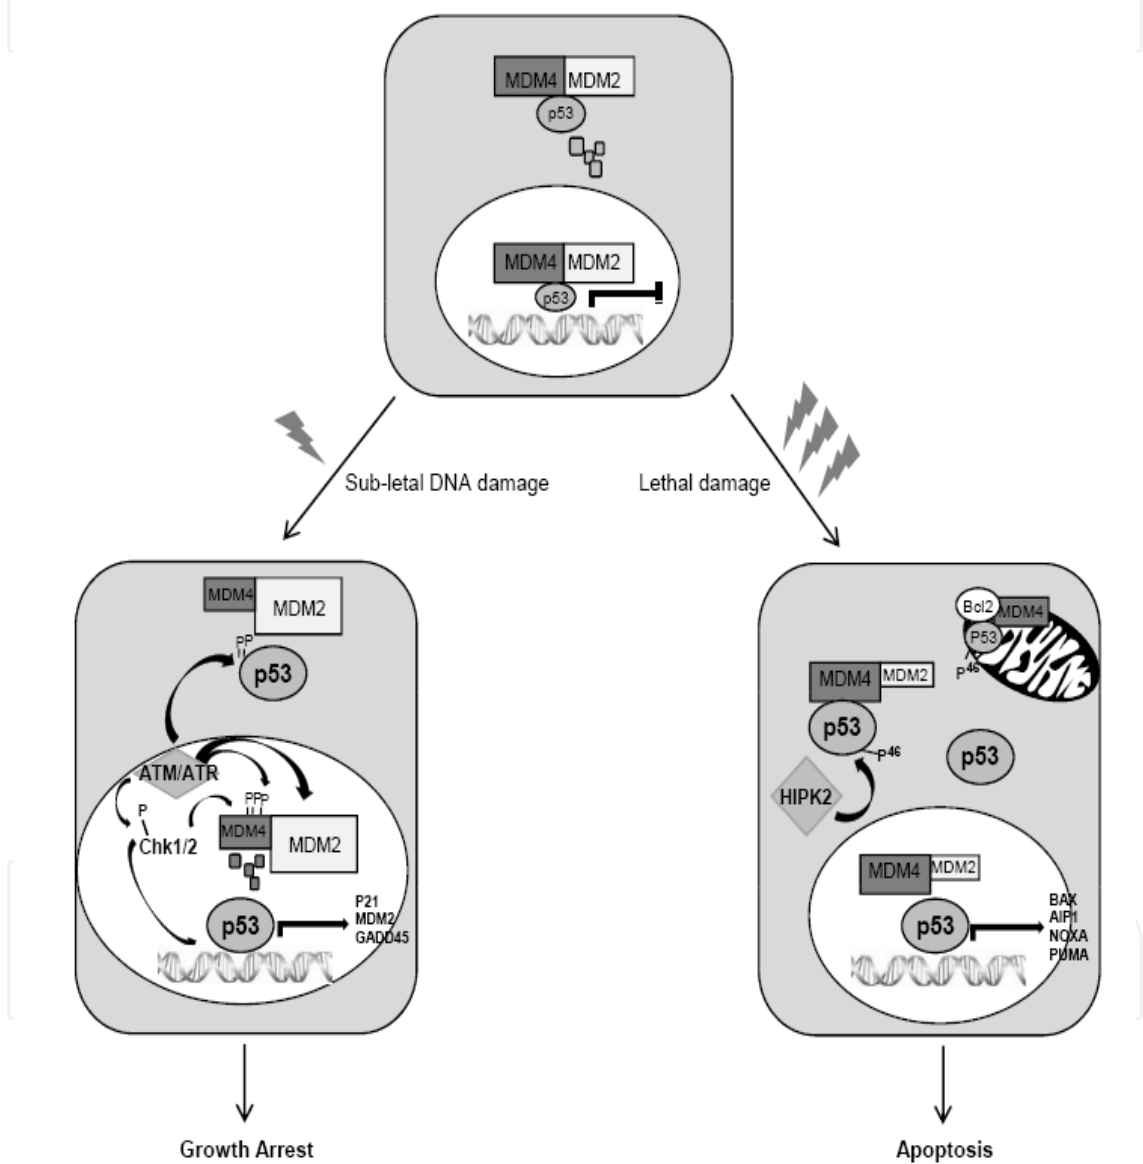 MDM4 MDM2
p53
MDM4 MDM2
p53
Sub-letal DNA damage
Lethal damage
MDM4
MDM2
PP
p53
ATM/ATR
P
Chk1/2
PPP
MDM4
MDM2
p53
P21
MDM2
GADD45
Growth Arrest
Bcl2
MDM4
P53
P46
MDM4
MDM2
p53
P46
p53
HIPK2
MDM4
MDM2
p53
BAX
AIP1
NOXA
PUMA
Apoptosis